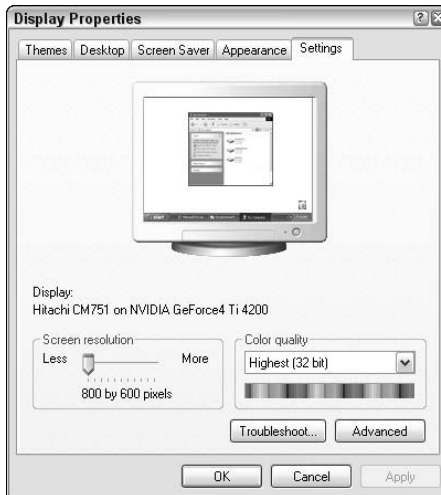 Display Properties
Themes Desktop Screen Saver Appearance Settings
Display:
Hitachi CM751 on NVIDIA GeForce4 Ti 4200
Screen resolution
Less More
800 by 600 pixels
Color quality
Highest (32 bit)
Troubleshoot... Advanced
OK Cancel Apply